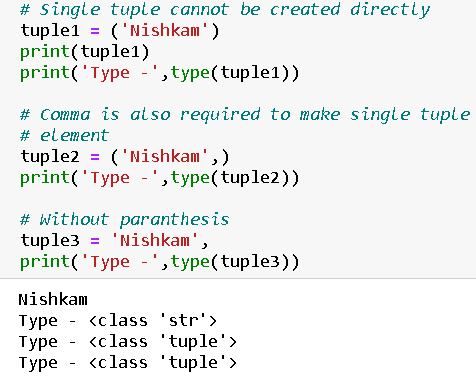 # Single tuple cannot be created directly
tuple1 = ('Nishkam')
print(tuple1)
print('Type -',type(tuple1))
# Comma is also required to make single tuple
# element
tuple2 = ('Nishkam',)
print('Type -',type(tuple2))
# Without paranthesis
tuple3 = 'Nishkam',
print('Type -',type(tuple3))
Nishkam
Type - <class 'str'>
Type - <class 'tuple'>
Type - <class 'tuple'>